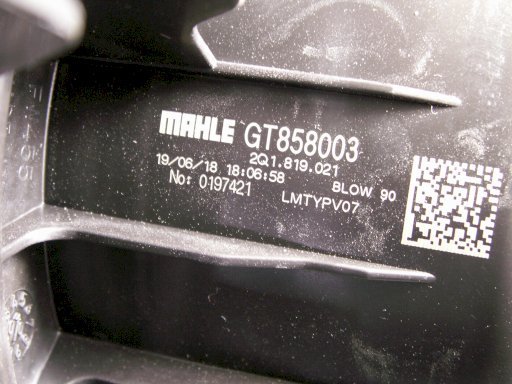 MAHLE GT858003
2Q1.819.021
19/06/18 18:06:58 BLOW 90
No: 0197421 LMTYPV07